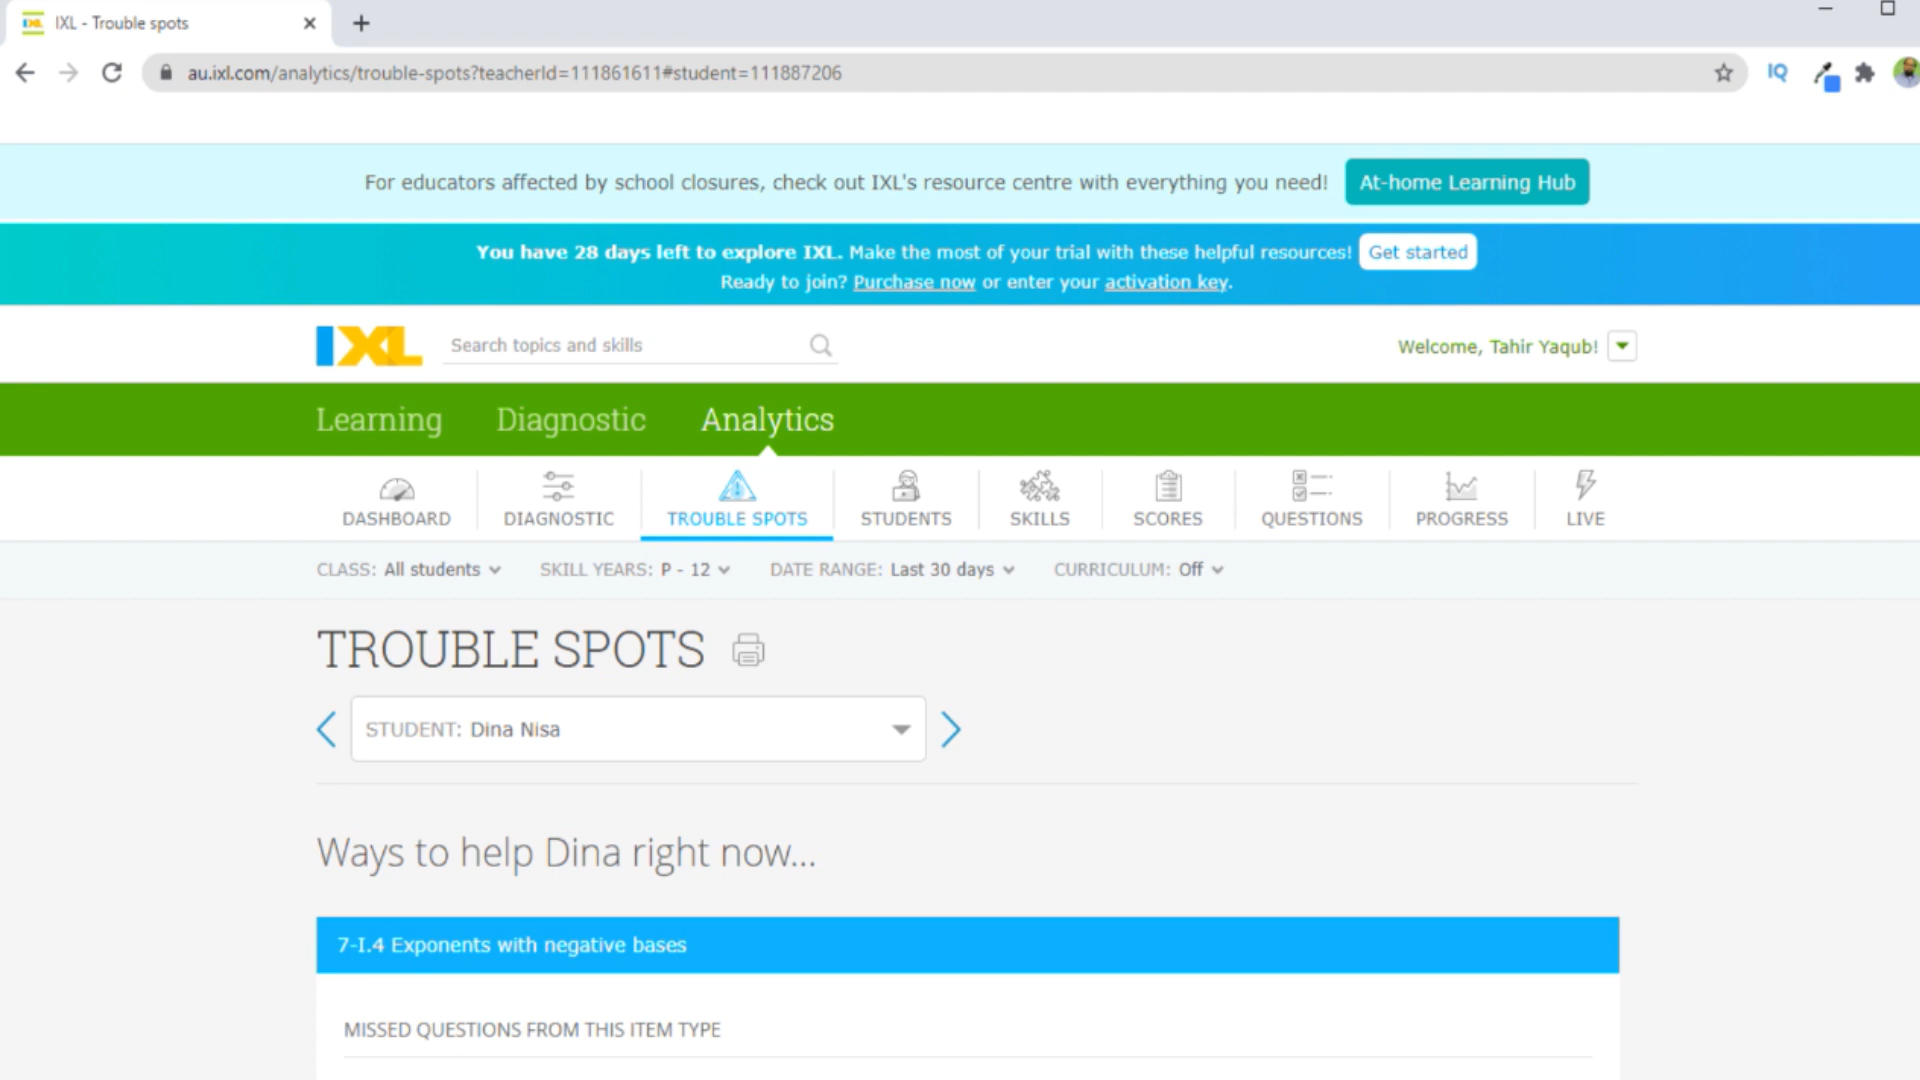 IXL - Trouble spots
au.ixl.com/analytics/trouble-spots?teacherId=111861611#student=111887206
IQ
For educators affected by school closures, check out IXL's resource centre with everything you need! At-home Learning Hub
You have 28 days left to explore IXL. Make the most of your trial with these helpful resources! Get started
Ready to join? Purchase now or enter your activation key.
IXL Search topics and skills Welcome, Tahir Yaqub!
Learning Diagnostic Analytics
DASHBOARD DIAGNOSTIC TROUBLE SPOTS STUDENTS SKILLS SCORES QUESTIONS PROGRESS LIVE
CLASS: All students SKILL YEARS: P - 12 DATE RANGE: Last 30 days CURRICULUM: Off
TROUBLE SPOTS
STUDENT: Dina Nisa
Ways to help Dina right now...
7-I.4 Exponents with negative bases
MISSED QUESTIONS FROM THIS ITEM TYPE